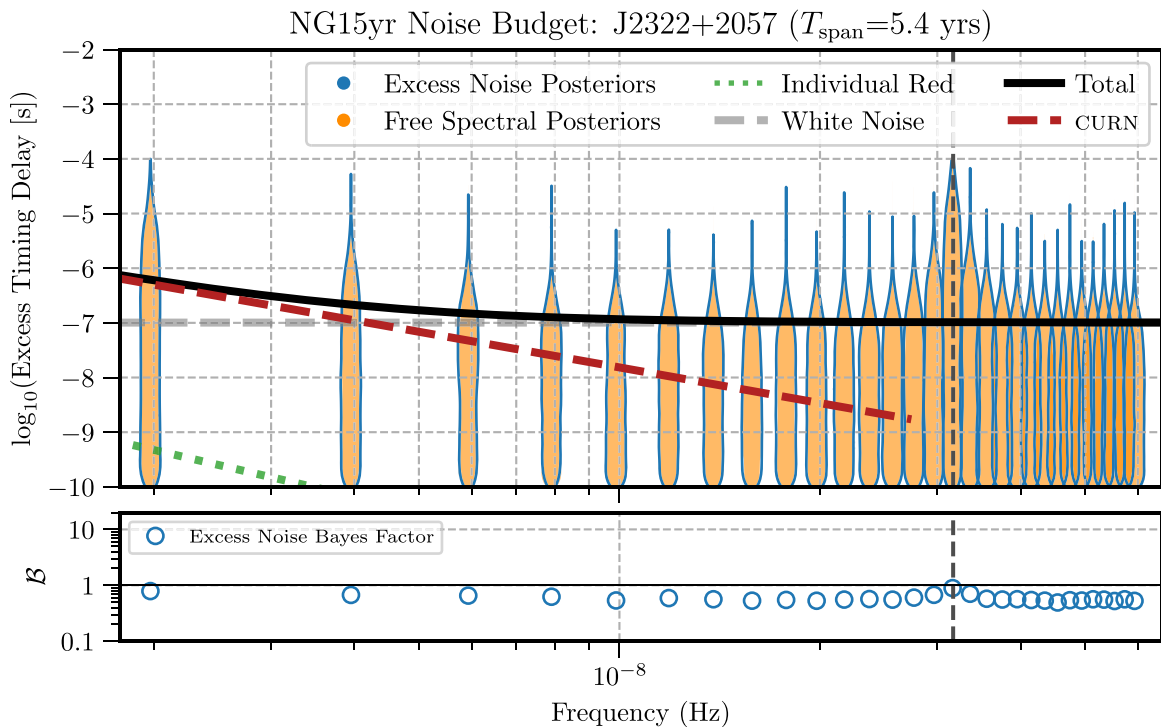 NG15yr Noise Budget: J2322+2057 (T_span=5.4 yrs)
Excess Noise Posteriors
Free Spectral Posteriors
Individual Red
White Noise
Total
CURN
log₁₀(Excess Timing Delay [s])
−2
−3
−4
−5
−6
−7
−8
−9
−10
Excess Noise Bayes Factor
ℬ
10
1
0.1
10⁻⁸
Frequency (Hz)